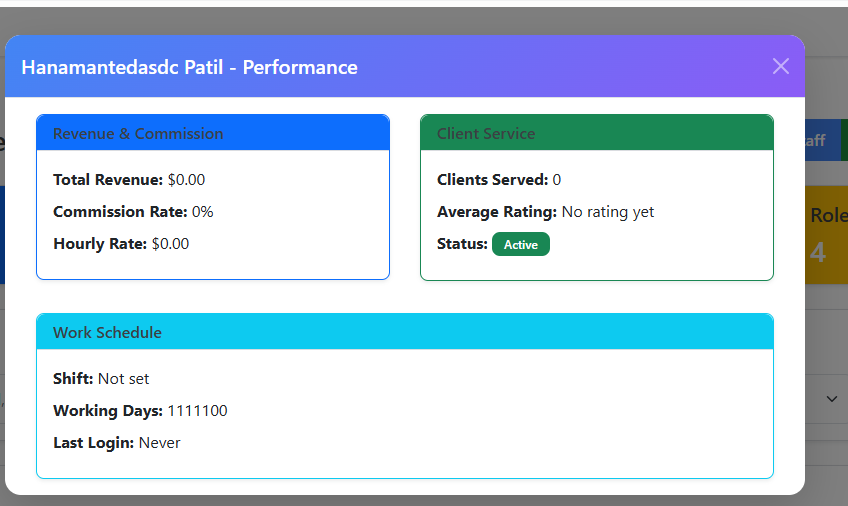 Hanamantedasdc Patil - Performance
Revenue & Commission
Total Revenue: $0.00
Commission Rate: 0%
Hourly Rate: $0.00
Client Service
Clients Served: 0
Average Rating: No rating yet
Status: Active
Work Schedule
Shift: Not set
Working Days: 1111100
Last Login: Never
aff
Role
4